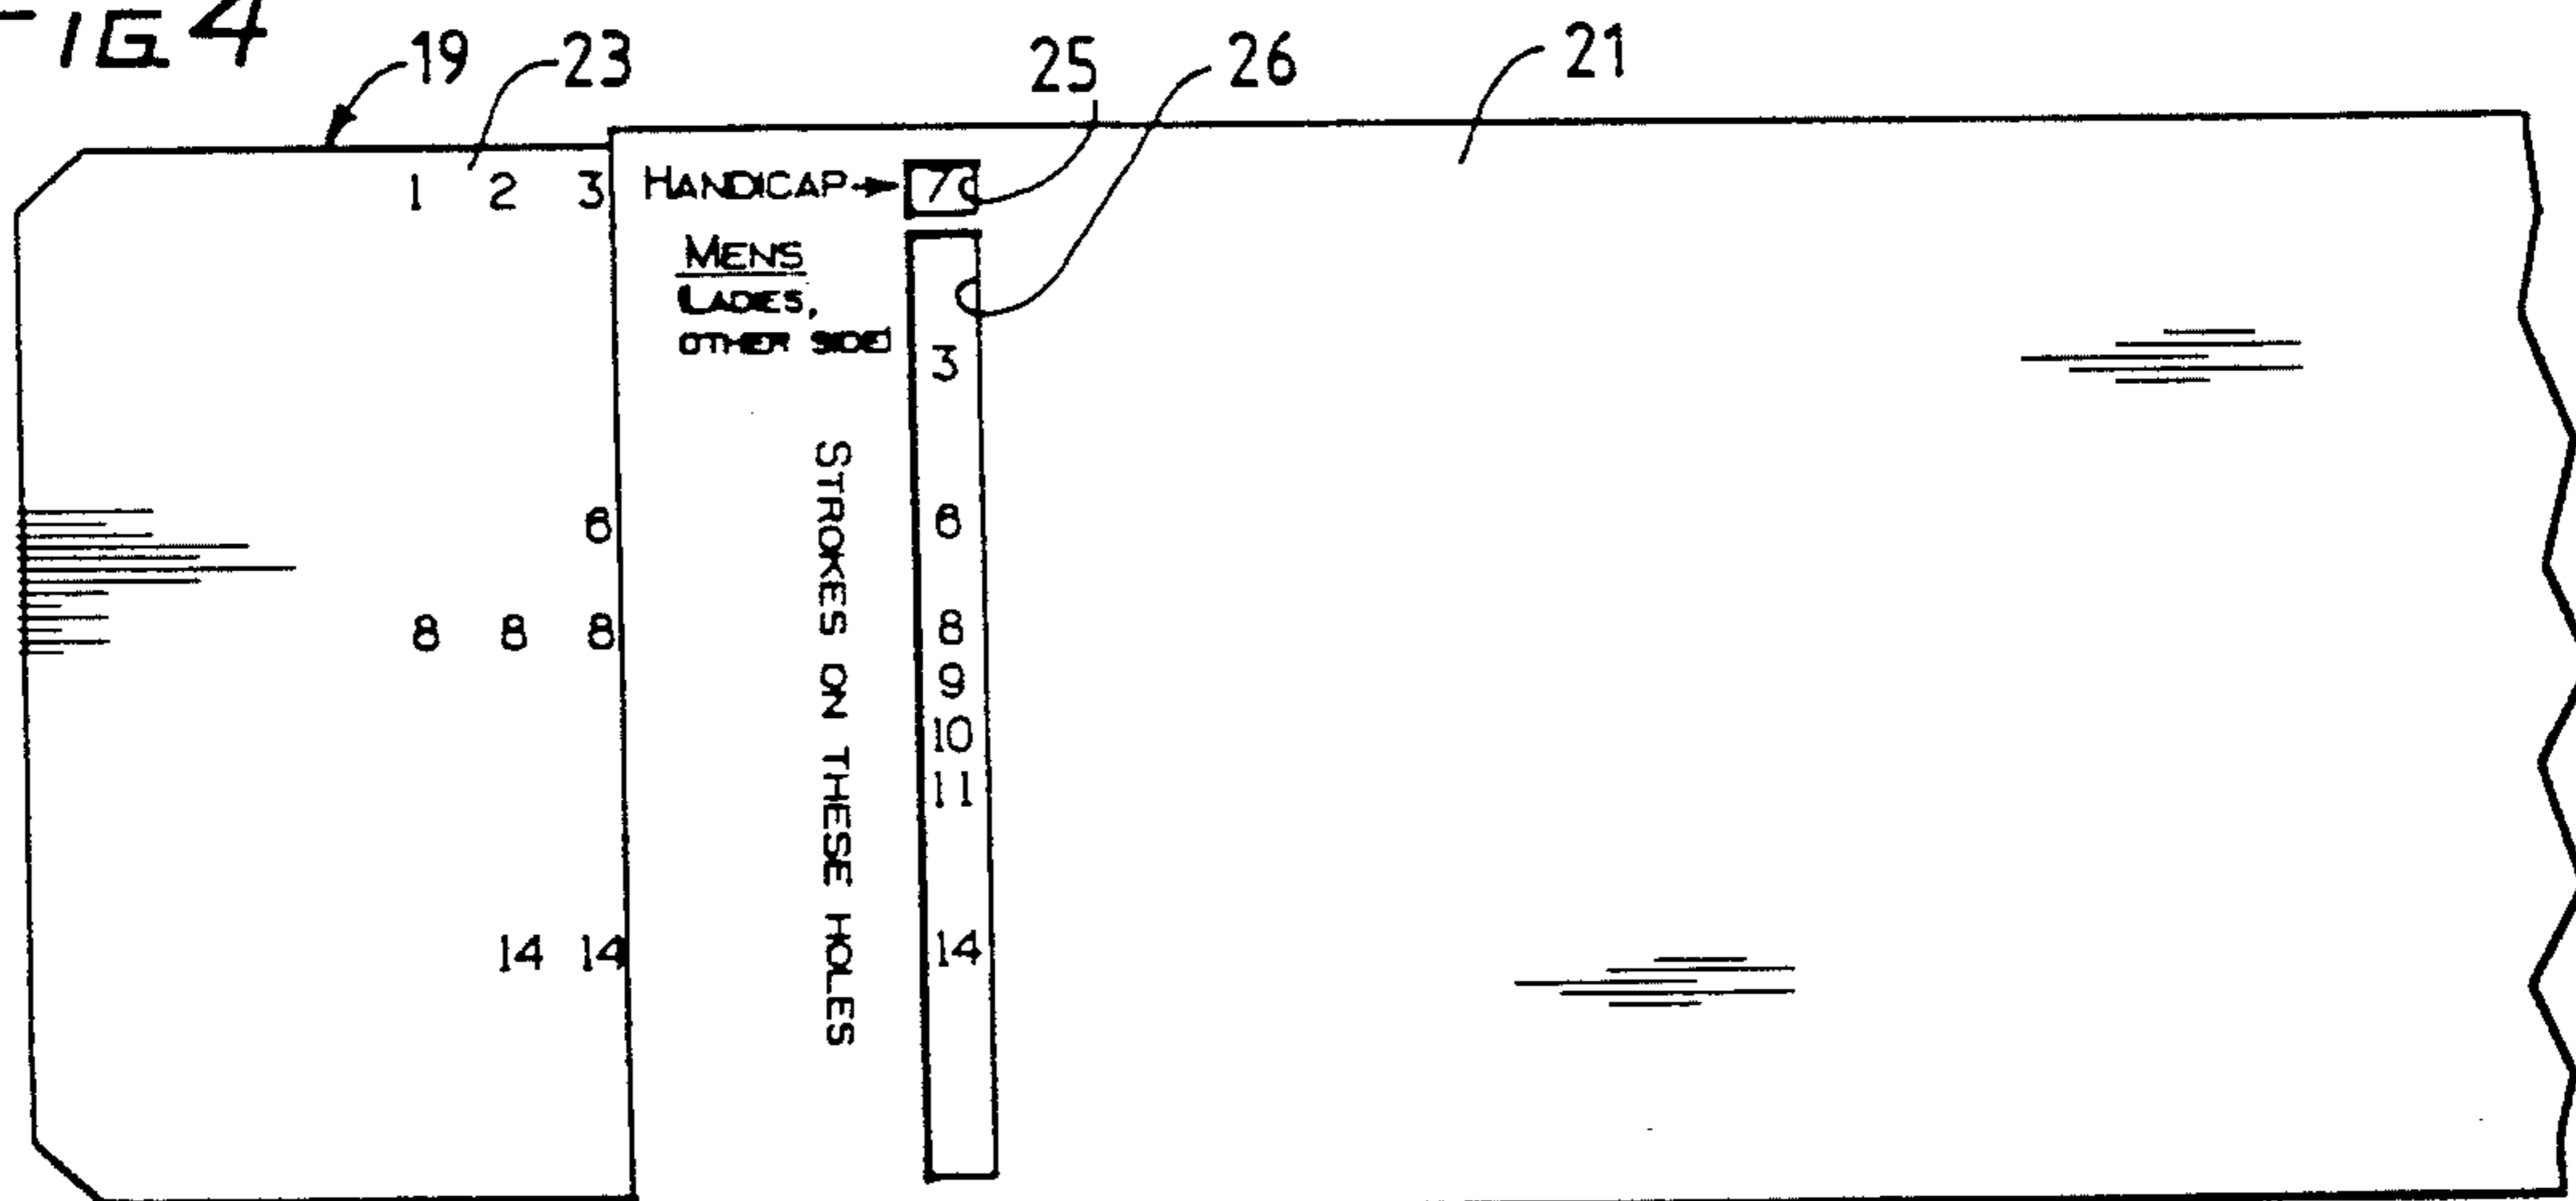 FIG 4
19 23 25 26 21
1 2 3 HANDICAP 7
MENS
LADIES,
OTHER SIDE
3
6 6
8 8 8 8
9
10
11
14 14 14
STROKES ON THESE HOLES